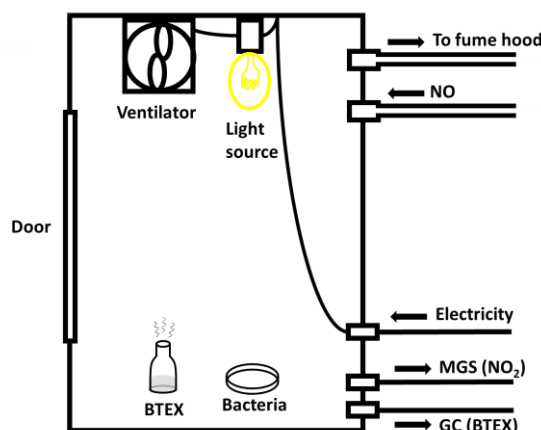 To fume hood
NO
Ventilator
Light
source
Door
Electricity
MGS (NO₂)
BTEX
Bacteria
GC (BTEX)